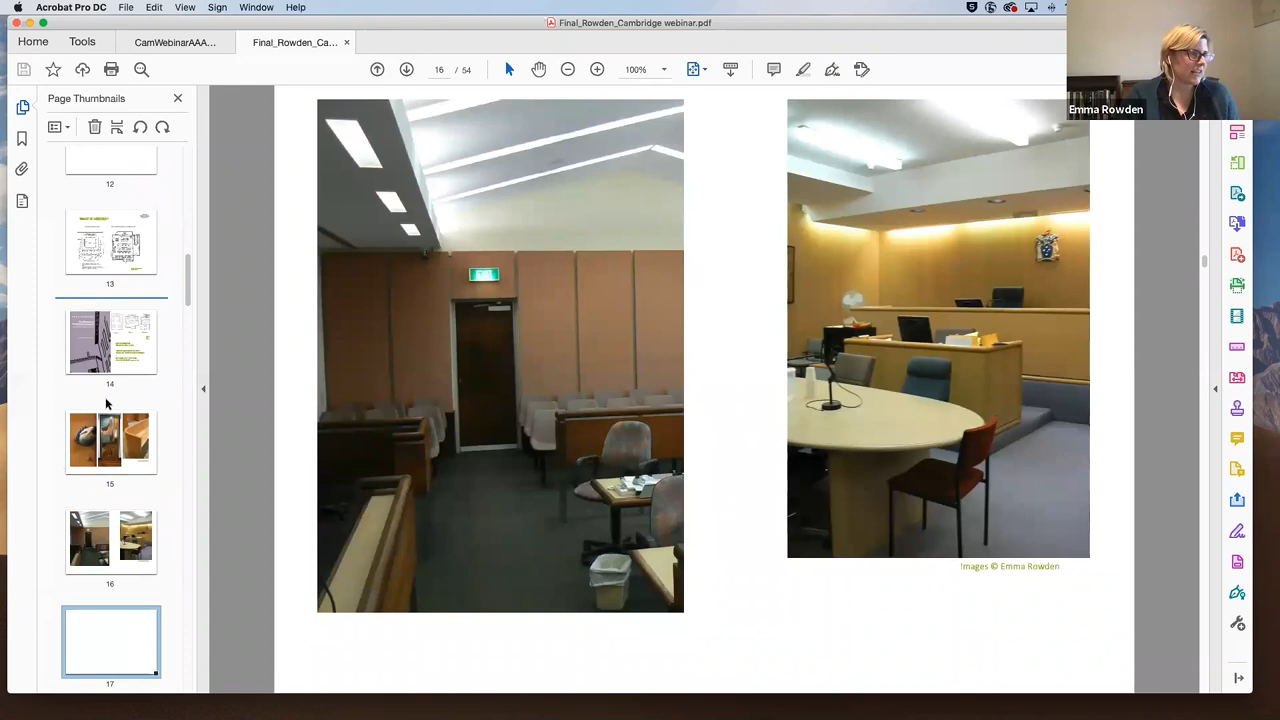 Acrobat Pro DC File Edit View Sign Window Help
Final_Rowden_Cambridge webinar.pdf
Home Tools CamWebinarAAA... Final_Rowden_Ca... ×
16 / 54 100%
Emma Rowden
Page Thumbnails
12
13
14
15
16
17
EXIT
Images © Emma Rowden